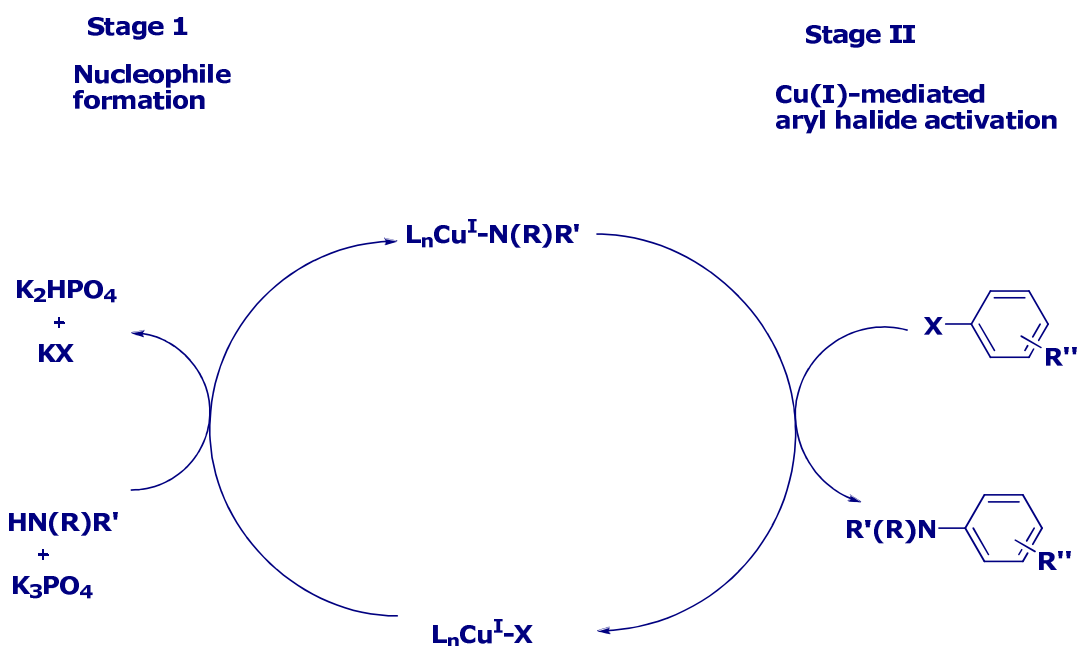 Stage 1
Nucleophile
formation
Stage II
Cu(I)-mediated
aryl halide activation
LₙCuᴵ-N(R)R'
K₂HPO₄
+
KX
X
R''
HN(R)R'
+
K₃PO₄
R'(R)N
R''
LₙCuᴵ-X